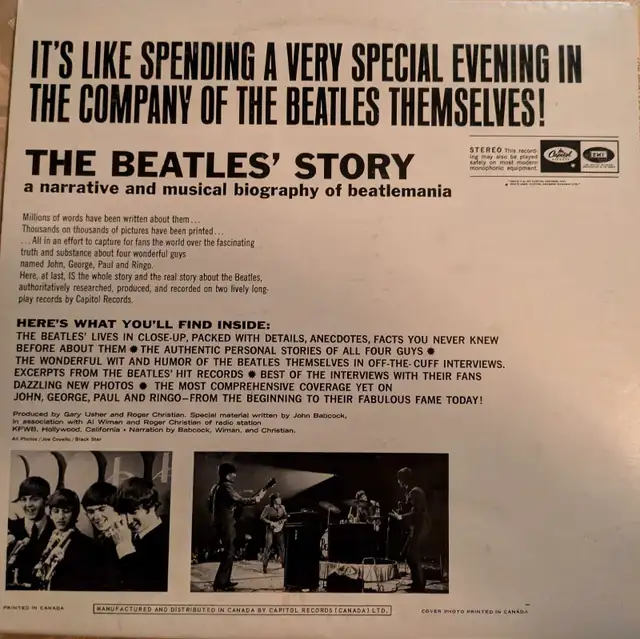 IT'S LIKE SPENDING A VERY SPECIAL EVENING IN
THE COMPANY OF THE BEATLES THEMSELVES!
THE BEATLES' STORY
a narrative and musical biography of beatlemania
STEREO This record-
ing may also be played
safely on most modern
monophonic equipment.
Capitol
EMI
Millions of words have been written about them...
Thousands on thousands of pictures have been printed...
...All in an effort to capture for fans the world over the fascinating
truth and substance about four wonderful guys
named John, George, Paul and Ringo.
Here, at last, IS the whole story and the real story about the Beatles,
authoritatively researched, produced, and recorded on two lively long-
play records by Capitol Records.
HERE'S WHAT YOU'LL FIND INSIDE:
THE BEATLES' LIVES IN CLOSE-UP, PACKED WITH DETAILS, ANECDOTES, FACTS YOU NEVER KNEW
BEFORE ABOUT THEM ✹ THE AUTHENTIC PERSONAL STORIES OF ALL FOUR GUYS ✹
THE WONDERFUL WIT AND HUMOR OF THE BEATLES THEMSELVES IN OFF-THE-CUFF INTERVIEWS.
EXCERPTS FROM THE BEATLES' HIT RECORDS ✹ BEST OF THE INTERVIEWS WITH THEIR FANS
DAZZLING NEW PHOTOS ✹ THE MOST COMPREHENSIVE COVERAGE YET ON
JOHN, GEORGE, PAUL AND RINGO—FROM THE BEGINNING TO THEIR FABULOUS FAME TODAY!
Produced by Gary Usher and Roger Christian. Special material written by John Babcock,
in association with Al Wiman and Roger Christian of radio station
KFWB, Hollywood, California • Narration by Babcock, Wiman, and Christian.
All Photos / Joe Covello / Black Star
PRINTED IN CANADA
MANUFACTURED AND DISTRIBUTED IN CANADA BY CAPITOL RECORDS (CANADA) LTD.
COVER PHOTO PRINTED IN CANADA